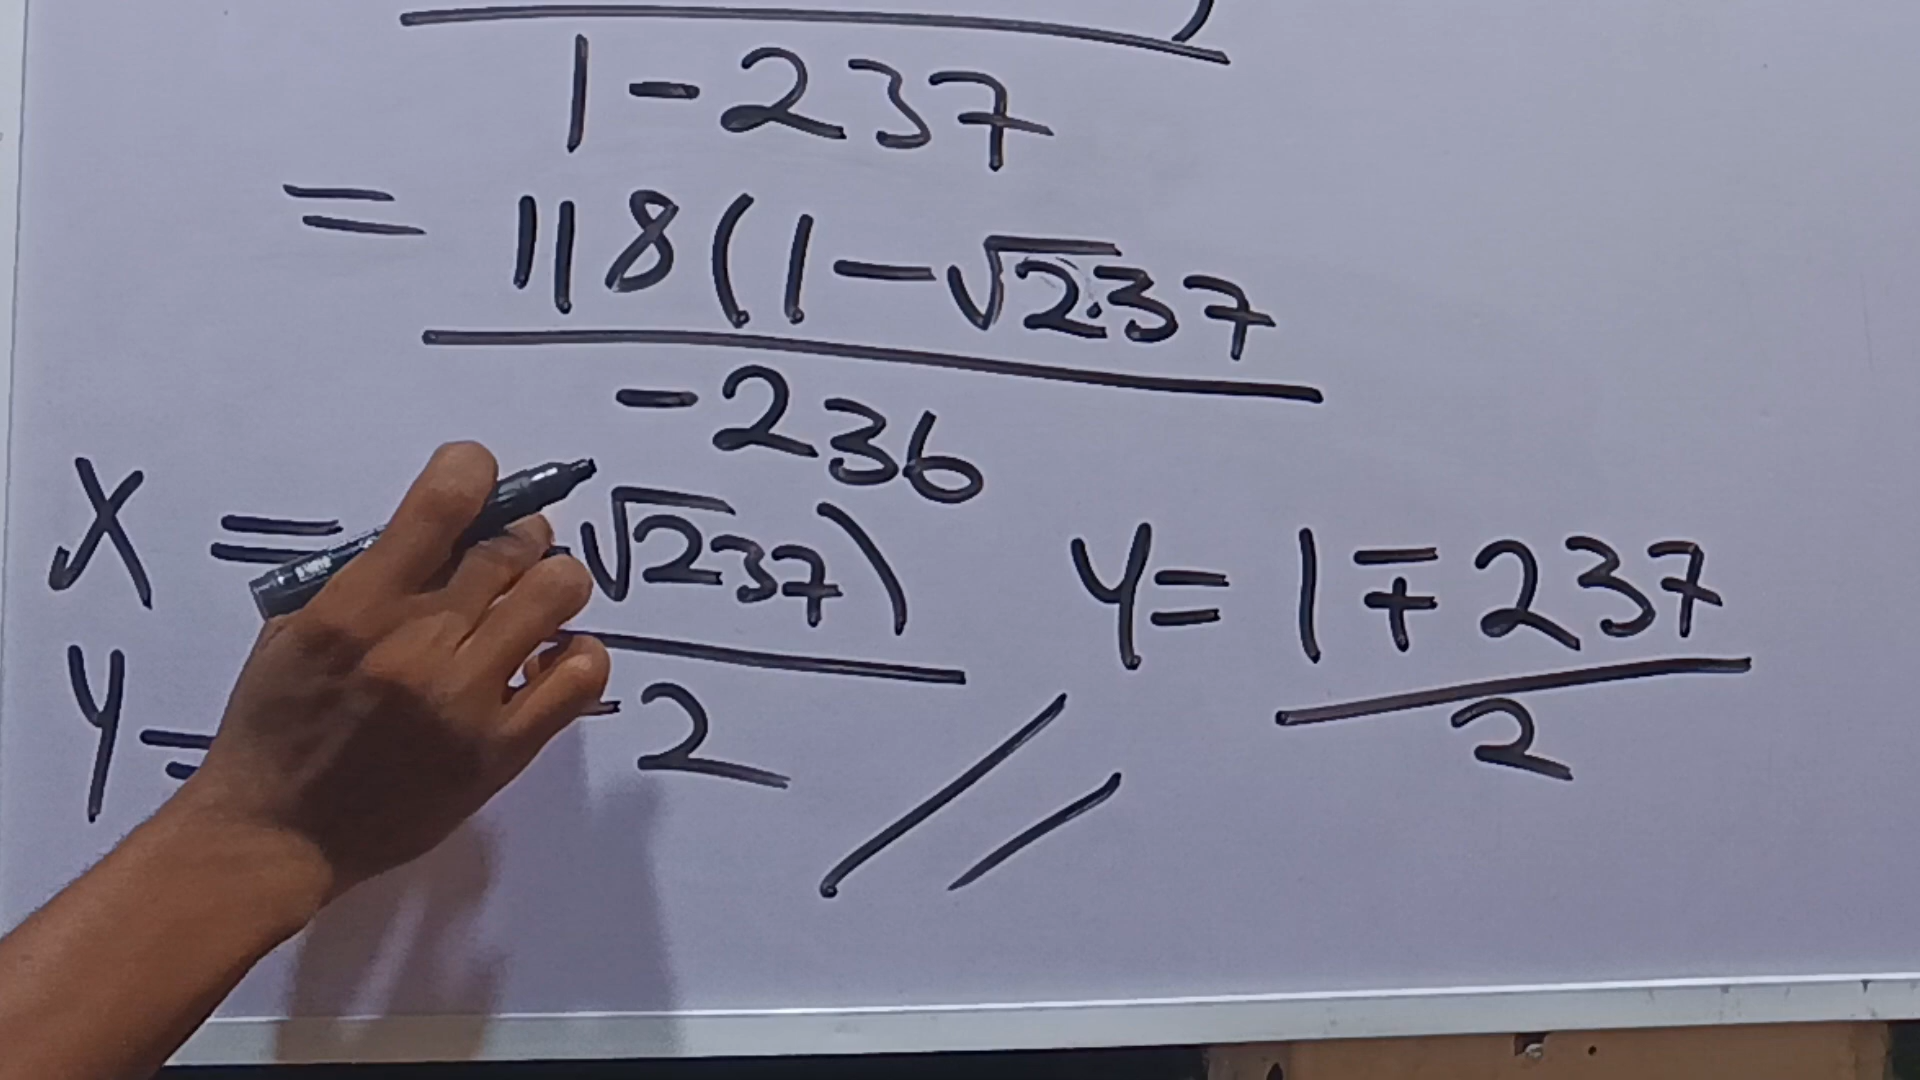 1 - 237
= 118 (1 - √237
- 236
X = √237) Y = 1 ∓ 237
Y = - 2 2